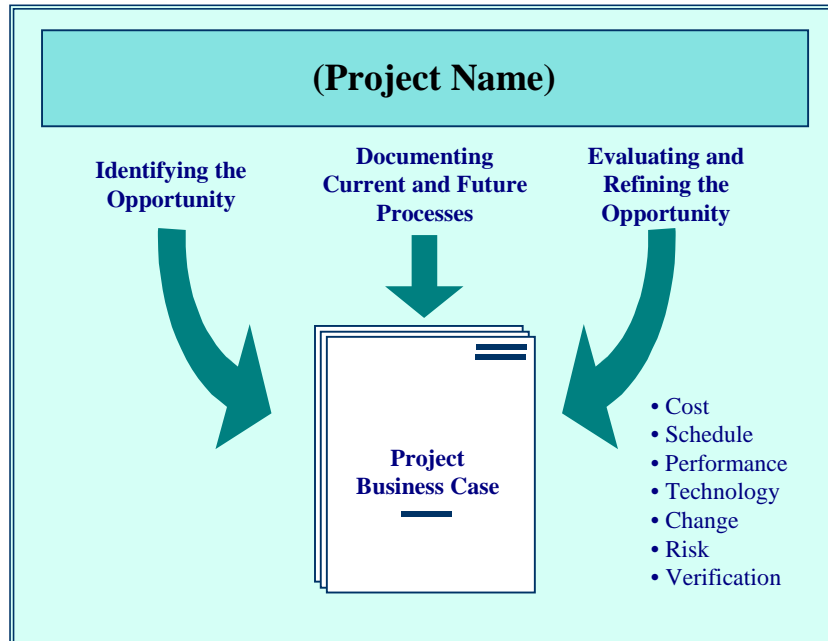 (Project Name)
Identifying the
Opportunity
Documenting
Current and Future
Processes
Evaluating and
Refining the
Opportunity
Project
Business Case
• Cost
• Schedule
• Performance
• Technology
• Change
• Risk
• Verification